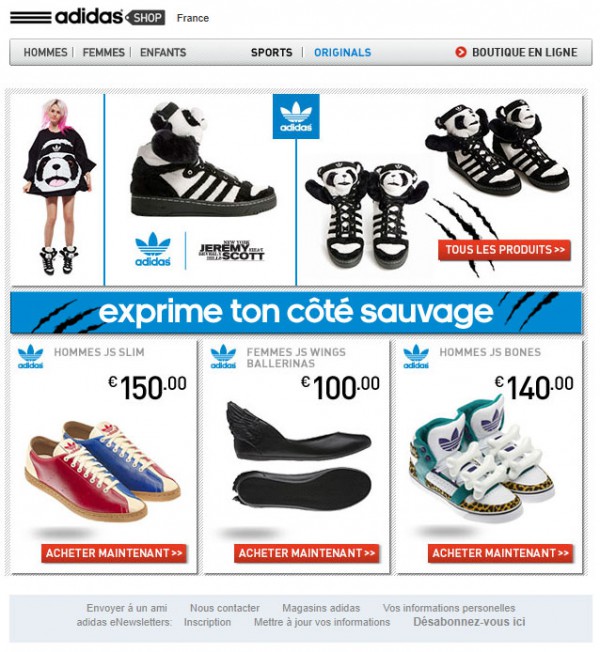 adidas SHOP France
HOMMES | FEMMES | ENFANTS SPORTS | ORIGINALS BOUTIQUE EN LIGNE
adidas
adidas
JEREMY
SCOTT
TOUS LES PRODUITS >>
exprime ton côté sauvage
adidas HOMMES JS SLIM
€150.00
ACHETER MAINTENANT >>
adidas FEMMES JS WINGS
BALLERINAS
€100.00
ACHETER MAINTENANT >>
adidas HOMMES JS BONES
€140.00
ACHETER MAINTENANT >>
Envoyer à un ami Nous contacter Magasins adidas Vos informations personelles
adidas eNewsletters: Inscription Mettre à jour vos informations Désabonnez-vous ici